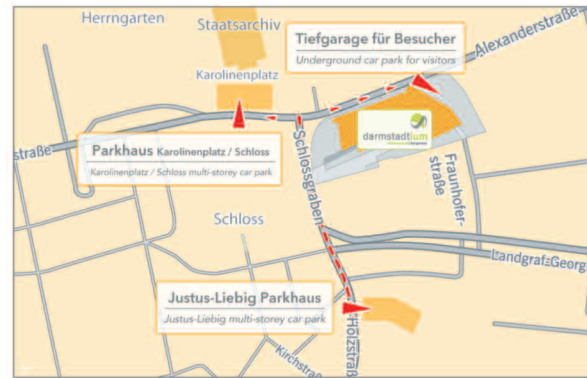 Herrngarten
Staatsarchiv
Karolinenplatz
Tiefgarage für Besucher
Underground car park for visitors
Alexanderstraße
darmstadtium
straße
Parkhaus Karolinenplatz / Schloss
Karolinenplatz / Schloss multi-storey car park
Schlossgraben
Fraunhofer-
straße
Schloss
Landgraf-Georg
Justus-Liebig Parkhaus
Justus-Liebig multi-storey car park
Holzstraß
Kirchstraß